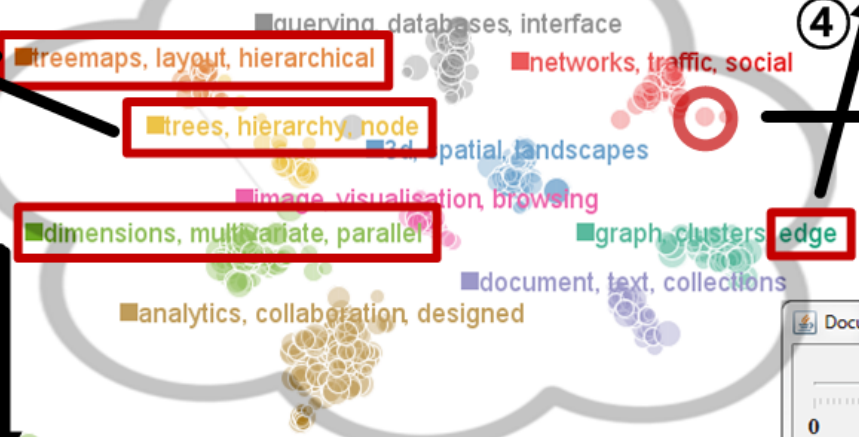 querying, databases, interface
④
treemaps, layout, hierarchical
networks, traffic, social
trees, hierarchy, node
3d, spatial, landscapes
image, visualisation, browsing
dimensions, multivariate, parallel
graph, clusters, edge
document, text, collections
analytics, collaboration, designed
Docu
0